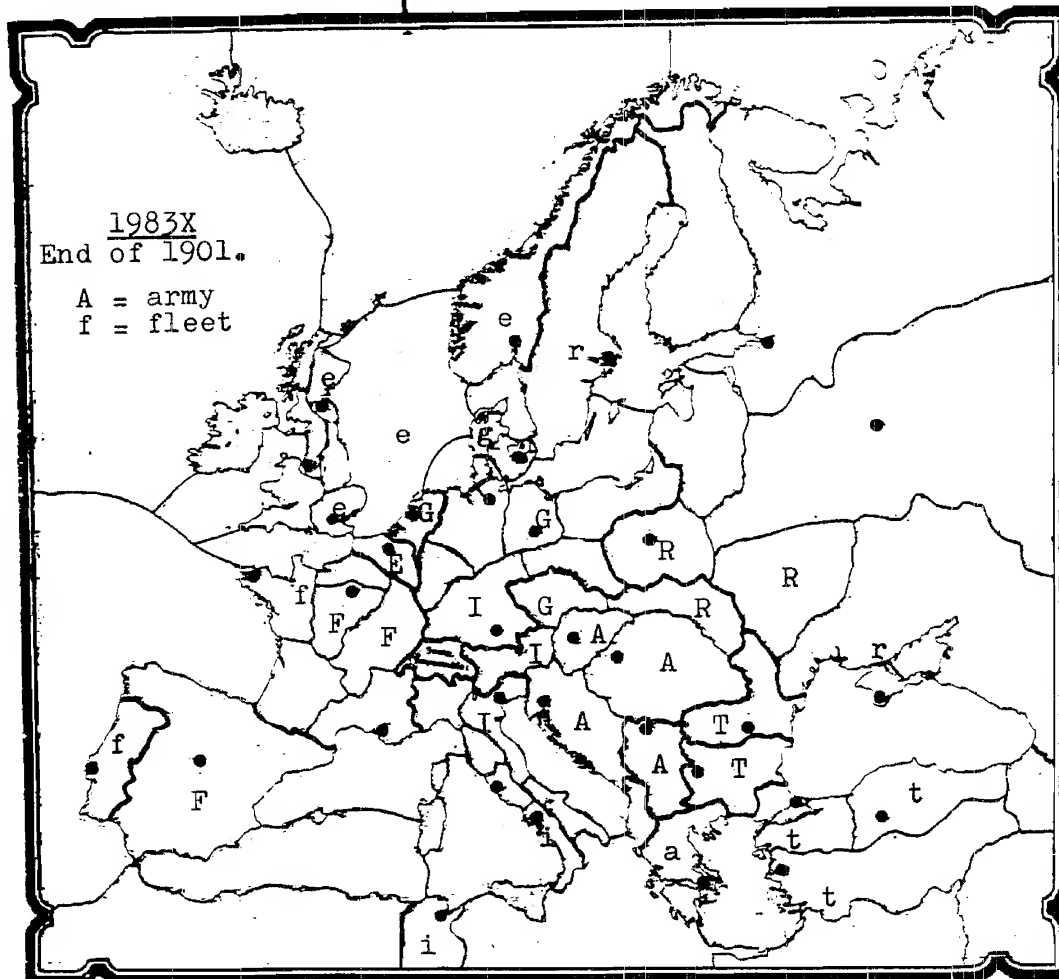 1983X
End of 1901.
A = army
f = fleet
e
r
e
e
g
e
G
G
E
R
R
f
F
F
I
G
R
A
I
A
r
f
F
I
A
T
A
T
t
i
a
t
t
i